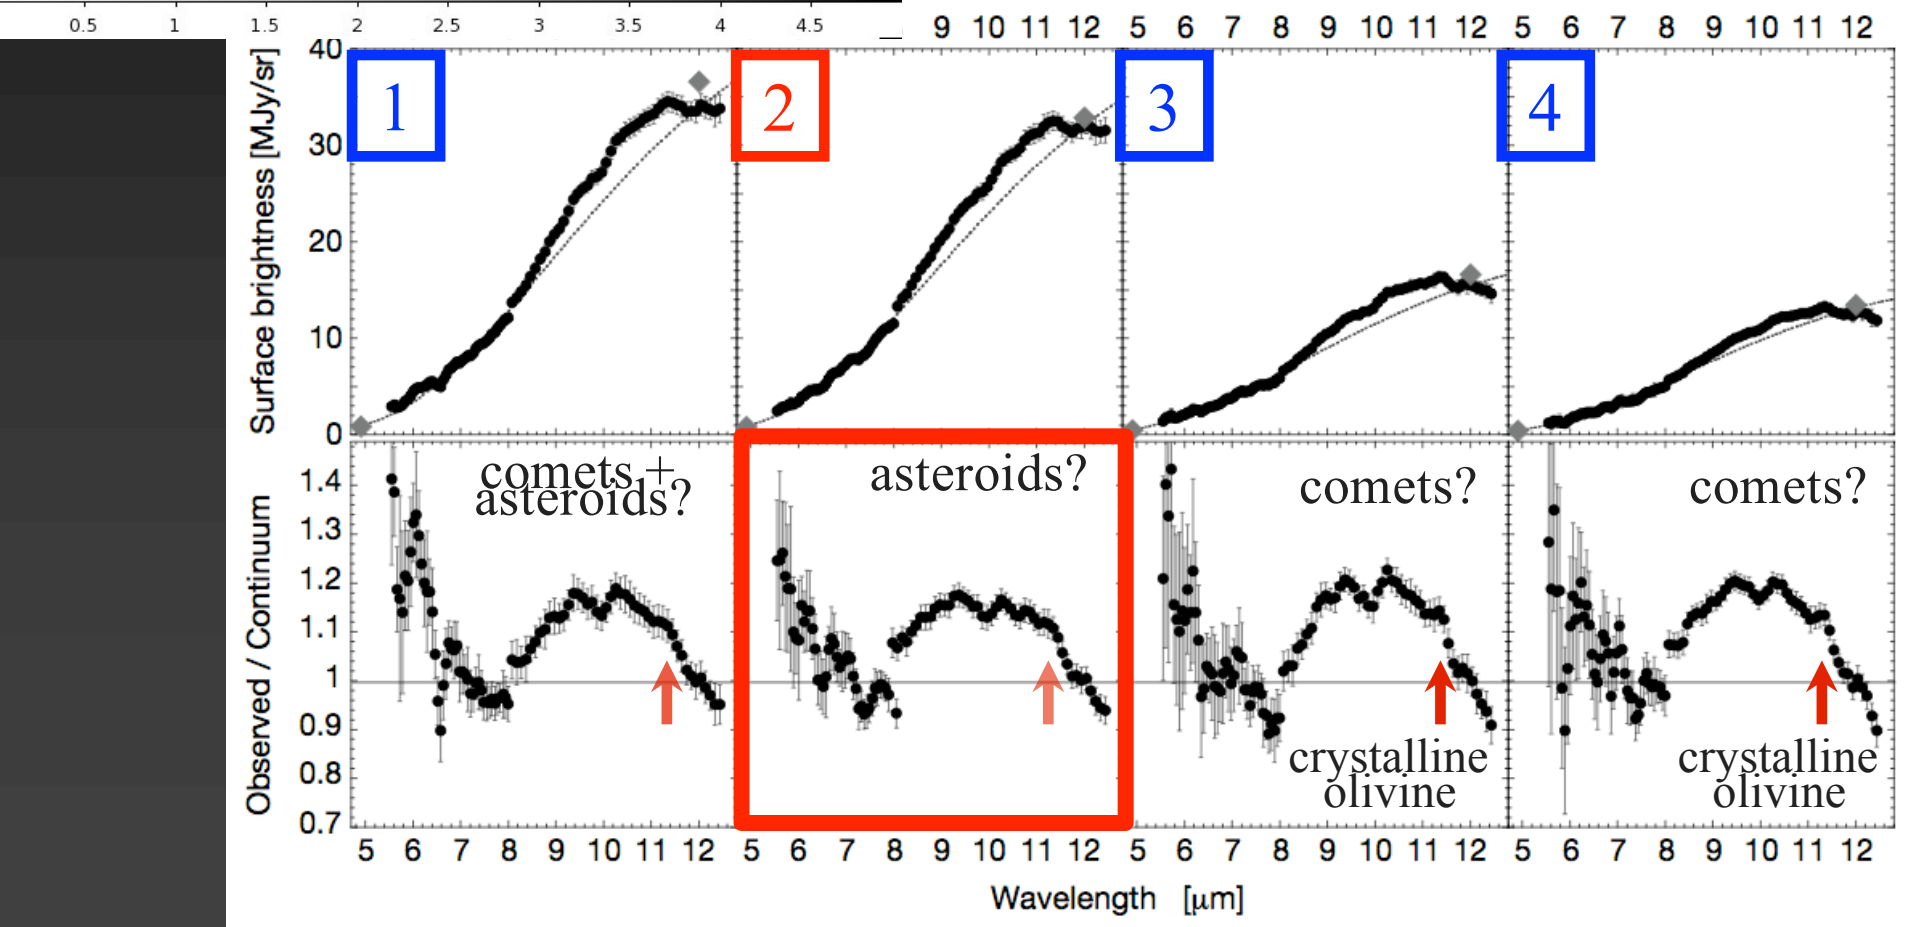 0.5 1 1.5 2 2.5 3 3.5 4 4.5
9 10 11 12 5 6 7 8 9 10 11 12 5 6 7 8 9 10 11 12
1 2 3 4
Surface brightness [MJy/sr]
40
30
20
10
0
Observed / Continuum
1.4
1.3
1.2
1.1
1
0.9
0.8
0.7
comets +
asteroids?
asteroids?
comets?
comets?
crystalline
olivine
crystalline
olivine
5 6 7 8 9 10 11 12 5 6 7 8 9 10 11 12 5 6 7 8 9 10 11 12 5 6 7 8 9 10 11 12
Wavelength [μm]